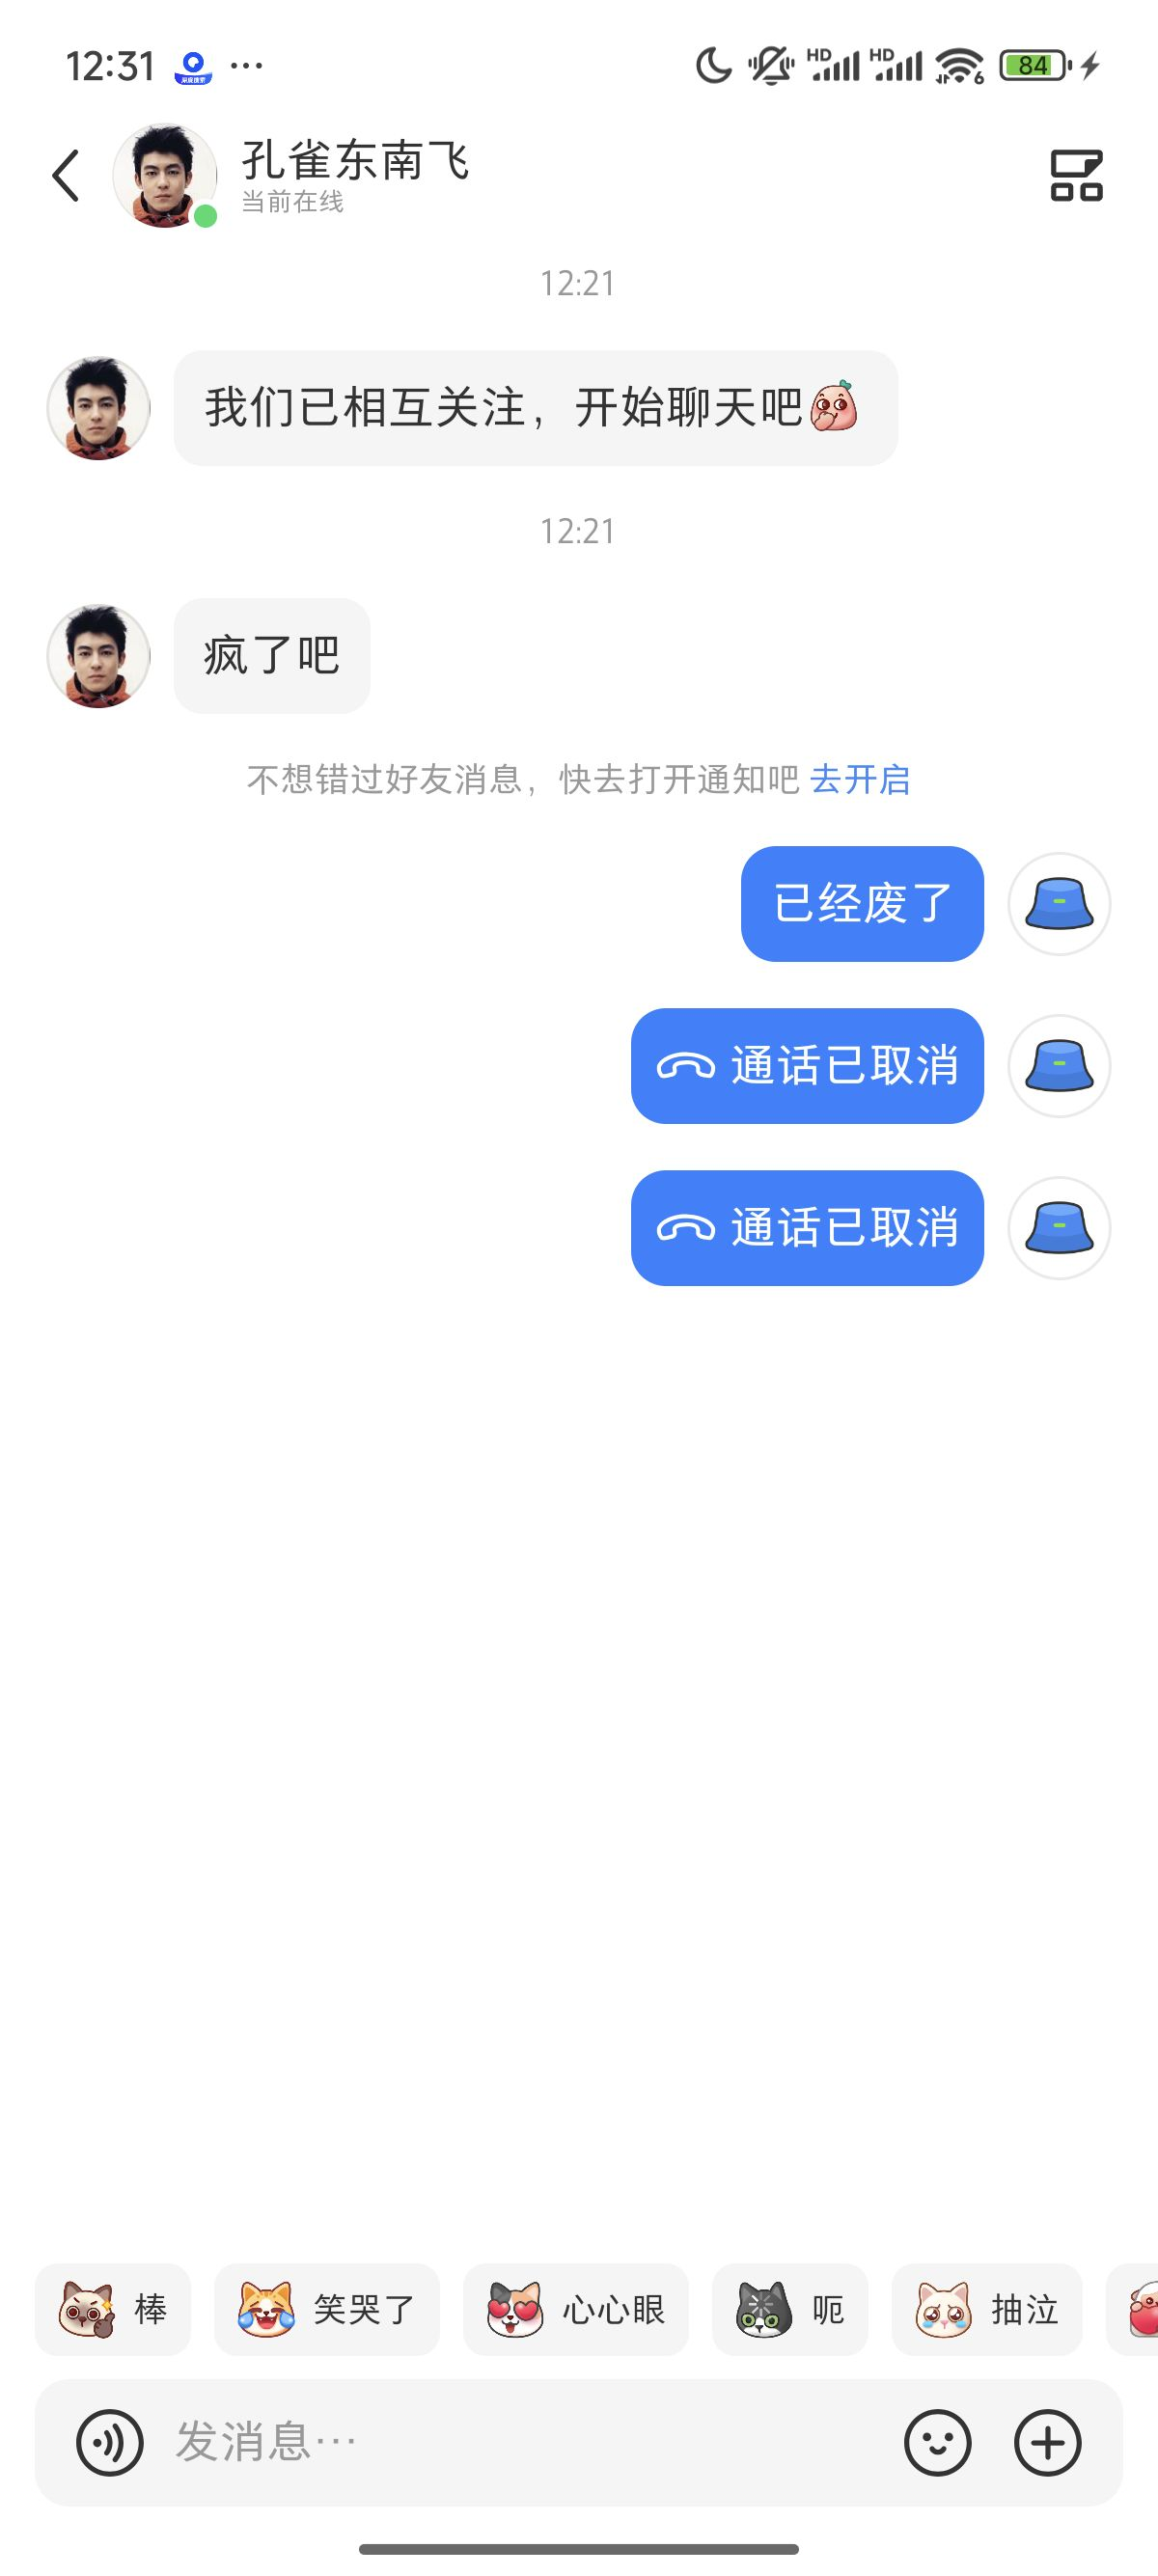 12:31
HD HD 6 84
孔雀东南飞
当前在线
12:21
我们已相互关注，开始聊天吧
12:21
疯了吧
不想错过好友消息，快去打开通知吧 去开启
已经废了
通话已取消
通话已取消
棒 笑哭了 心心眼 呃 抽泣
发消息…